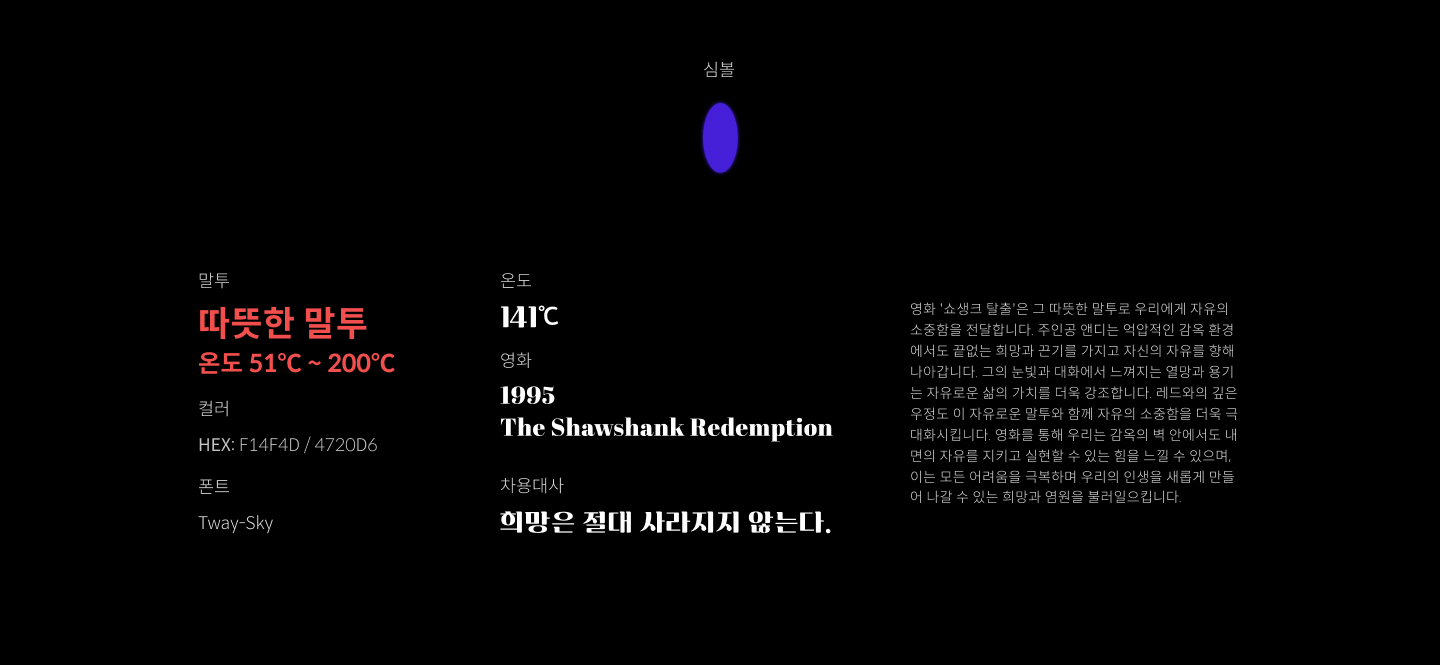 심볼
말투
따뜻한 말투
온도 51℃ ~ 200℃
컬러
HEX: F14F4D / 4720D6
폰트
Tway-Sky
온도
141℃
영화
1995
The Shawshank Redemption
차용대사
희망은 절대 사라지지 않는다.
영화 '쇼생크 탈출'은 그 따뜻한 말투로 우리에게 자유의
소중함을 전달합니다. 주인공 앤디는 억압적인 감옥 환경
에서도 끝없는 희망과 끈기를 가지고 자신의 자유를 향해
나아갑니다. 그의 눈빛과 대화에서 느껴지는 열망과 용기
는 자유로운 삶의 가치를 더욱 강조합니다. 레드와의 깊은
우정도 이 자유로운 말투와 함께 자유의 소중함을 더욱 극
대화시킵니다. 영화를 통해 우리는 감옥의 벽 안에서도 내
면의 자유를 지키고 실현할 수 있는 힘을 느낄 수 있으며,
이는 모든 어려움을 극복하며 우리의 인생을 새롭게 만들
어 나갈 수 있는 희망과 염원을 불러일으킵니다.